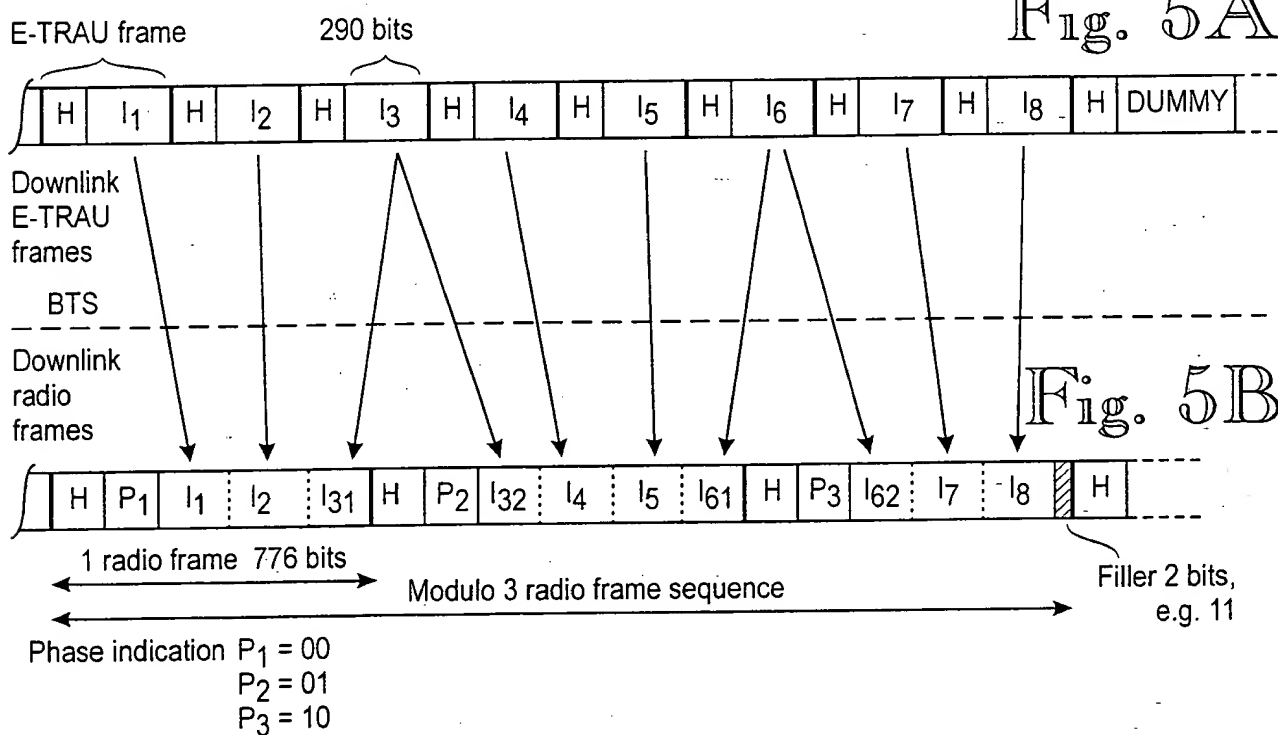 Fig. 5A
E-TRAU frame 290 bits
H I1 H I2 H I3 H I4 H I5 H I6 H I7 H I8 H DUMMY
Downlink
E-TRAU
frames
BTS
Downlink
radio
frames
Fig. 5B
H P1 I1 I2 I31 H P2 I32 I4 I5 I61 H P3 I62 I7 I8 H
1 radio frame 776 bits
Modulo 3 radio frame sequence
Filler 2 bits,
e.g. 11
Phase indication P1 = 00
P2 = 01
P3 = 10